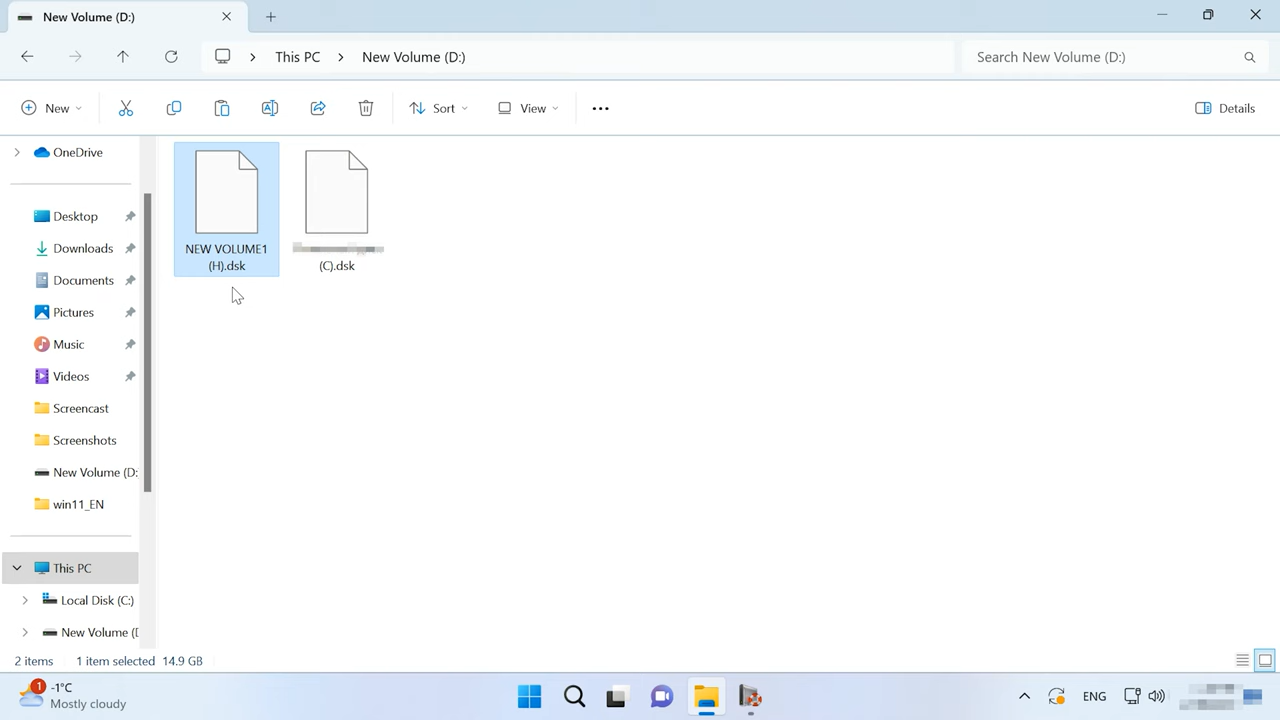 New Volume (D:)
This PC
New Volume (D:)
Search New Volume (D:)
New
Sort
View
Details
OneDrive
Desktop
Downloads
Documents
Pictures
Music
Videos
Screencast
Screenshots
New Volume (D:
win11_EN
This PC
Local Disk (C:)
New Volume (D
NEW VOLUME1
(H).dsk
(C).dsk
2 items
1 item selected 14.9 GB
1
-1°C
Mostly cloudy
ENG